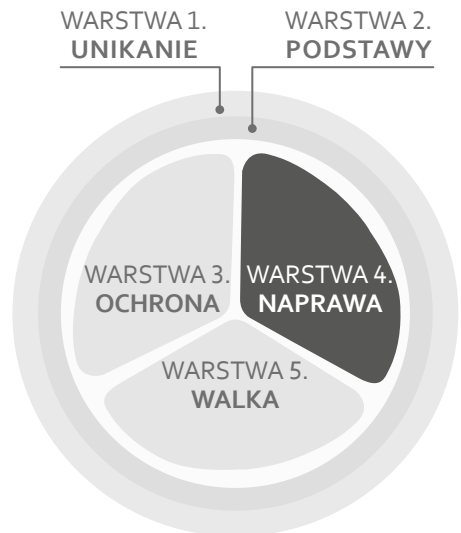 WARSTWA 1.
UNIKANIE
WARSTWA 2.
PODSTAWY
WARSTWA 3.
OCHRONA
WARSTWA 4.
NAPRAWA
WARSTWA 5.
WALKA